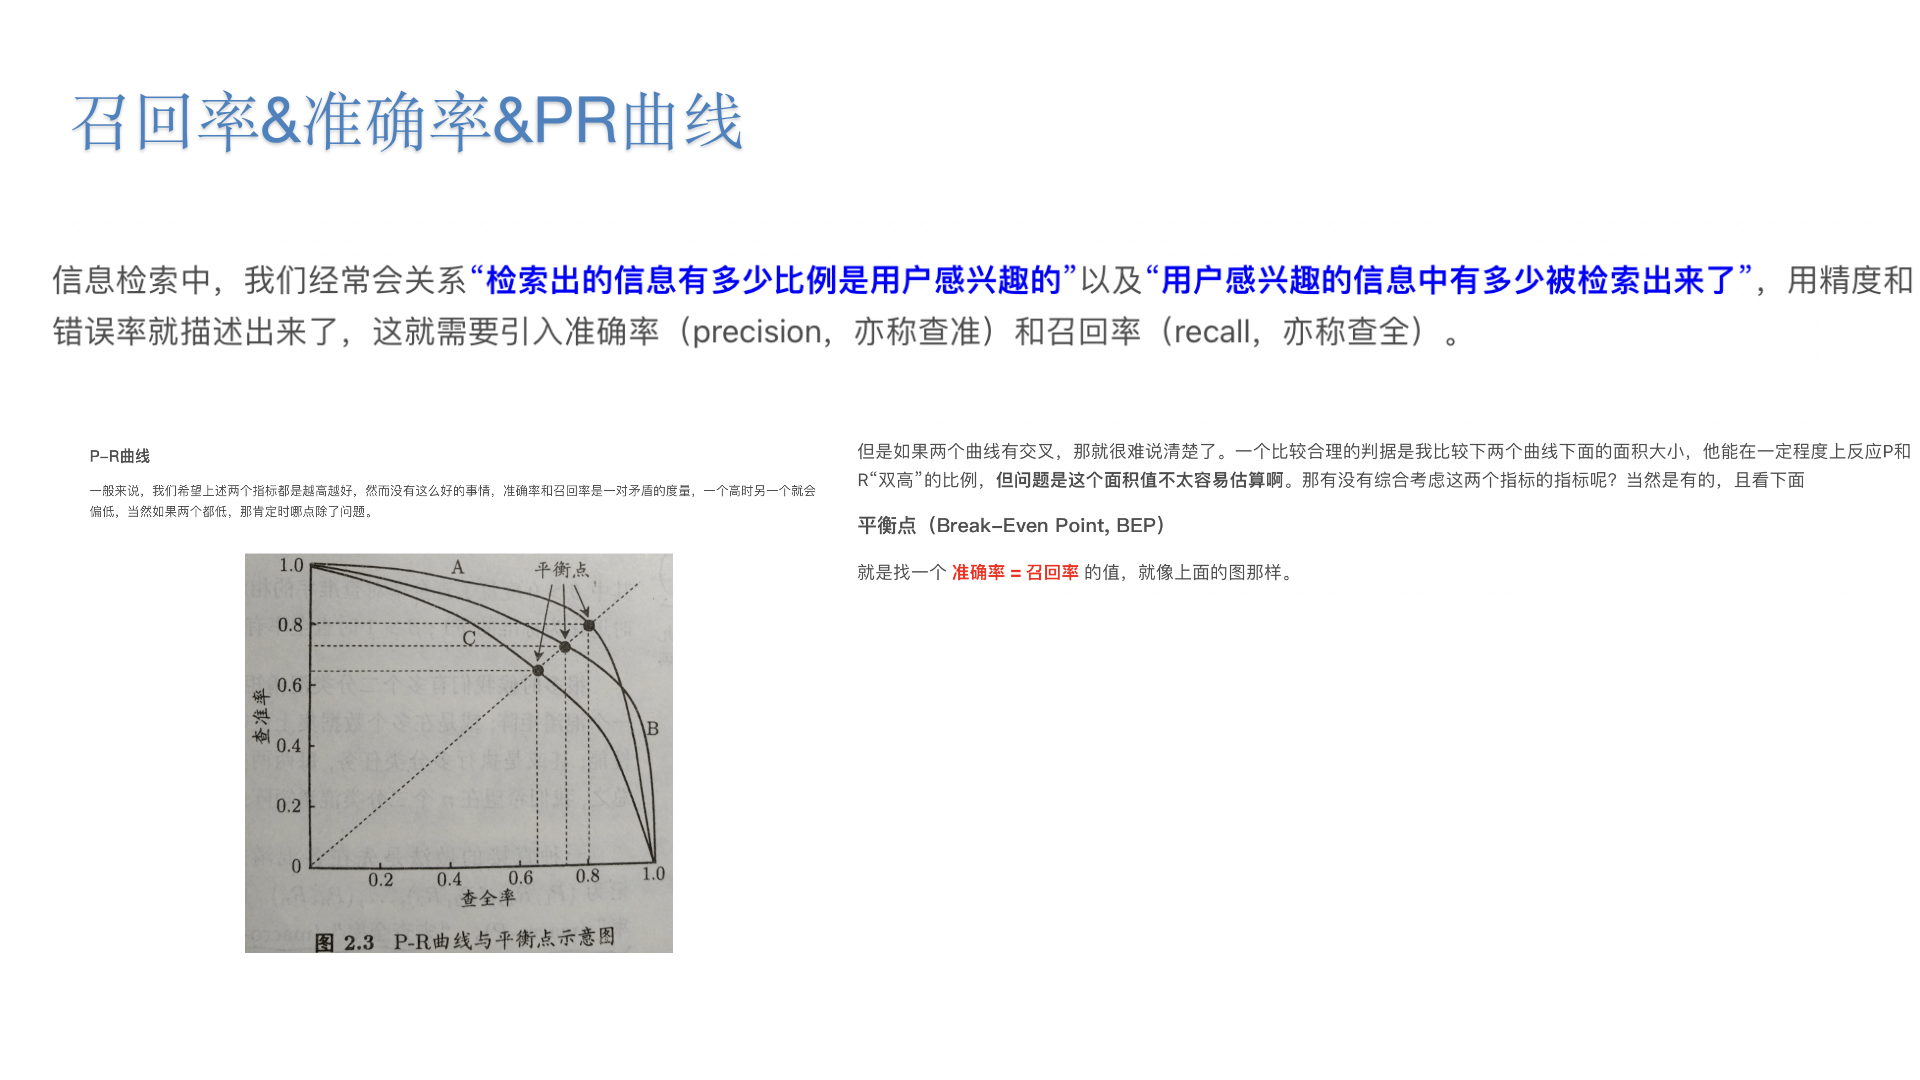 召回率&准确率&PR曲线
信息检索中，我们经常会关系“检索出的信息有多少比例是用户感兴趣的”以及“用户感兴趣的信息中有多少被检索出来了”，用精度和
错误率就描述出来了，这就需要引入准确率（precision，亦称查准）和召回率（recall，亦称查全）。
P-R曲线
一般来说，我们希望上述两个指标都是越高越好，然而没有这么好的事情，准确率和召回率是一对矛盾的度量，一个高时另一个就会
偏低，当然如果两个都低，那肯定时哪点除了问题。
1.0
A
平衡点
0.8
C
0.6
查准率
B
0.4
0.2
0
0.2
0.4
0.6
0.8
1.0
查全率
图 2.3 P-R曲线与平衡点示意图
但是如果两个曲线有交叉，那就很难说清楚了。一个比较合理的判据是我比较下两个曲线下面的面积大小，他能在一定程度上反应P和
R“双高”的比例，但问题是这个面积值不太容易估算啊。那有没有综合考虑这两个指标的指标呢？当然是有的，且看下面
平衡点（Break-Even Point, BEP）
就是找一个 准确率 = 召回率 的值，就像上面的图那样。